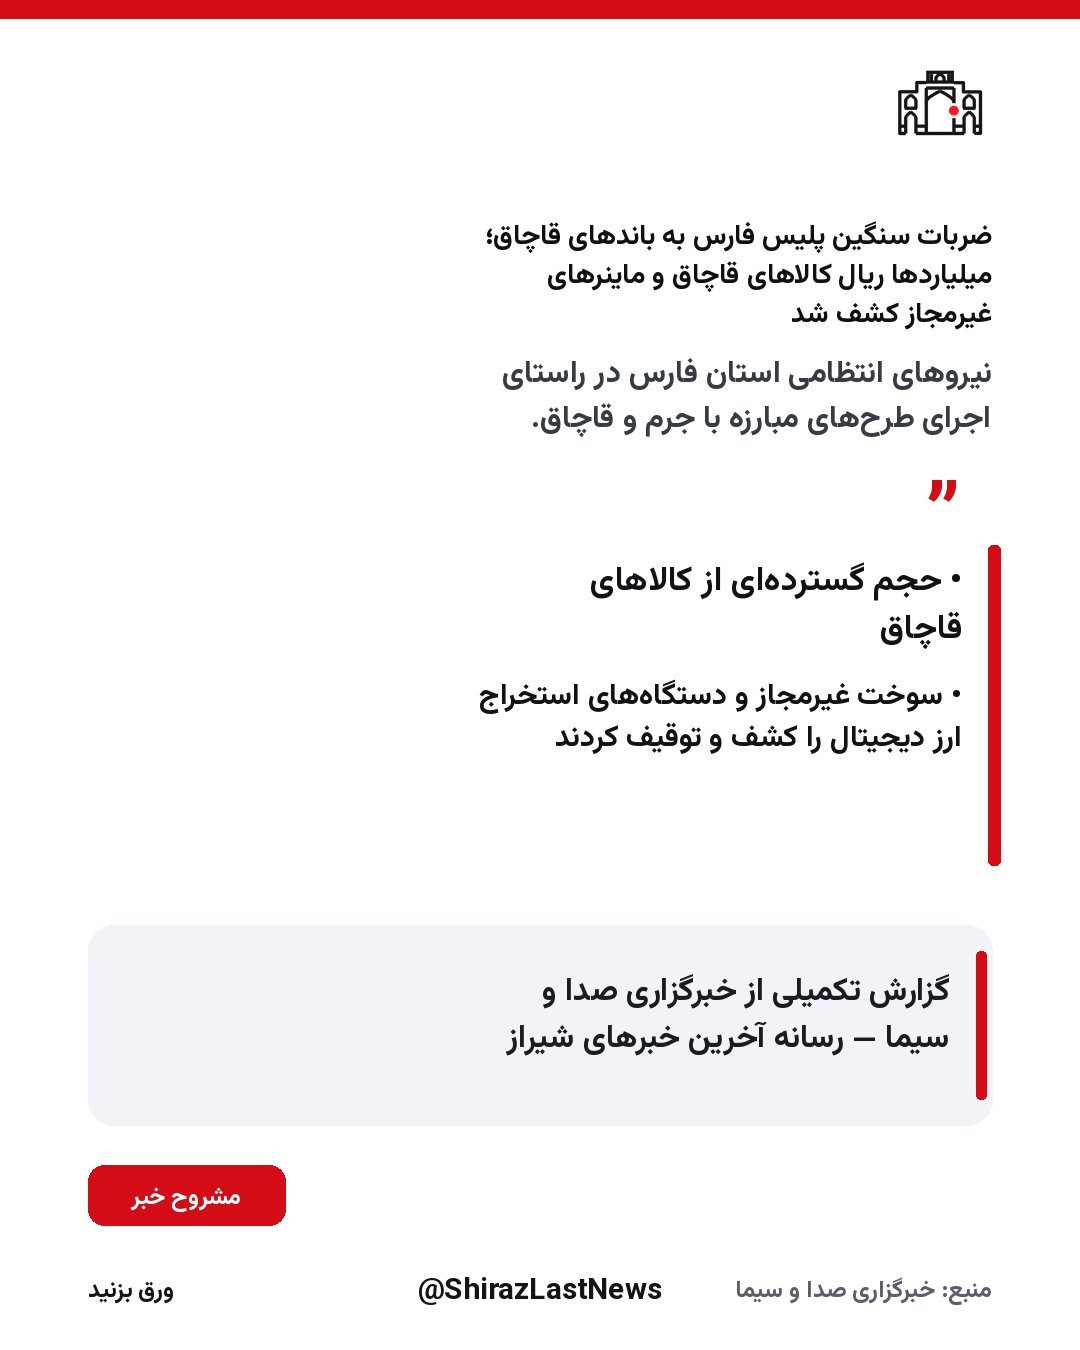 ضربات سنگین پلیس فارس به باندهای قاچاق؛
میلیاردها ریال کالاهای قاچاق و ماینرهای
غیرمجاز کشف شد
نیروهای انتظامی استان فارس در راستای
اجرای طرح‌های مبارزه با جرم و قاچاق.
”
• حجم گسترده‌ای از کالاهای
قاچاق
• سوخت غیرمجاز و دستگاه‌های استخراج
ارز دیجیتال را کشف و توقیف کردند
گزارش تکمیلی از خبرگزاری صدا و
سیما — رسانه آخرین خبرهای شیراز
مشروح خبر
منبع: خبرگزاری صدا و سیما
@ShirazLastNews
ورق بزنید